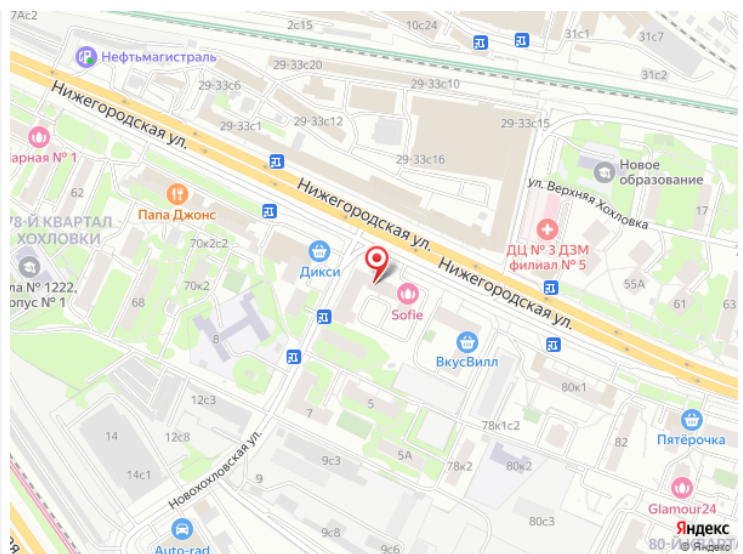 7Ас2
2с15
10с24
31с1
31с7
31с2
Нефтьмагистраль
29-33с6
29-33с20
29-33с10
29-33с1
29-33с12
29-33с15
29-33с16
Нижегородская ул.
Нижегородская ул.
Нижегородская ул.
арная № 1
62
Папа Джонс
78-Й КВАРТАЛ
ХОХЛОВКИ
70к2с2
70к2
68
ла № 1222,
рпус № 1
Дикси
Новое
образование
ул. Верхняя Хохловка
17
ДЦ № 3 ДЗМ
филиал № 5
55А
61
63
Sofie
ВкусВилл
8
12с3
12с8
14
14с1
7
5
5А
9с3
9
9с6
9с8
78к1с2
78к2
80к1
80к2
80с3
82
Пятёрочка
Glamour24
Новохохловская ул.
Auto-rad
ая
80-Й КВАРТА
Яндекс
© Яндекс